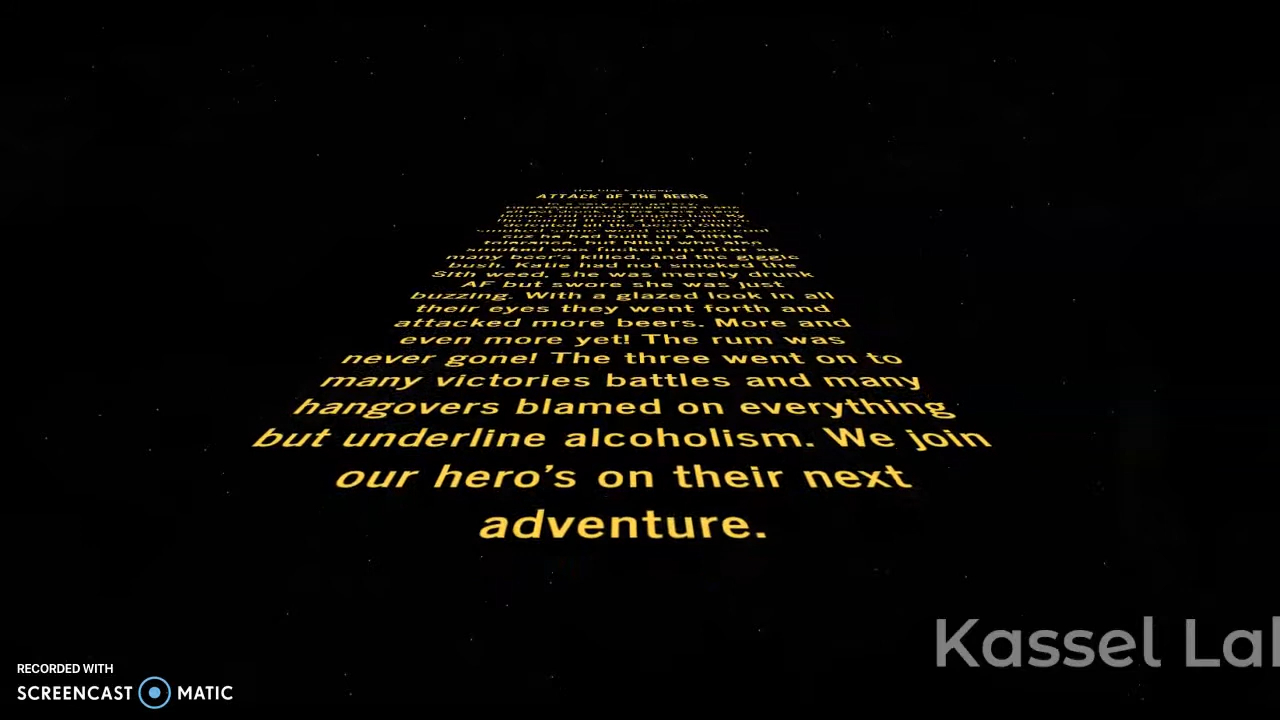 ATTACK OF THE BEERS
cuz he had built up a little
tolerance, but Nikki who also
smoked was fucked up after so
many beer's killed, and the giggle
bush. Katie had not smoked the
Sith weed, she was merely drunk
AF but swore she was just
buzzing. With a glazed look in all
their eyes they went forth and
attacked more beers. More and
even more yet! The rum was
never gone! The three went on to
many victories battles and many
hangovers blamed on everything
but underline alcoholism. We join
our hero's on their next
adventure.
Kassel La
RECORDED WITH
SCREENCAST MATIC